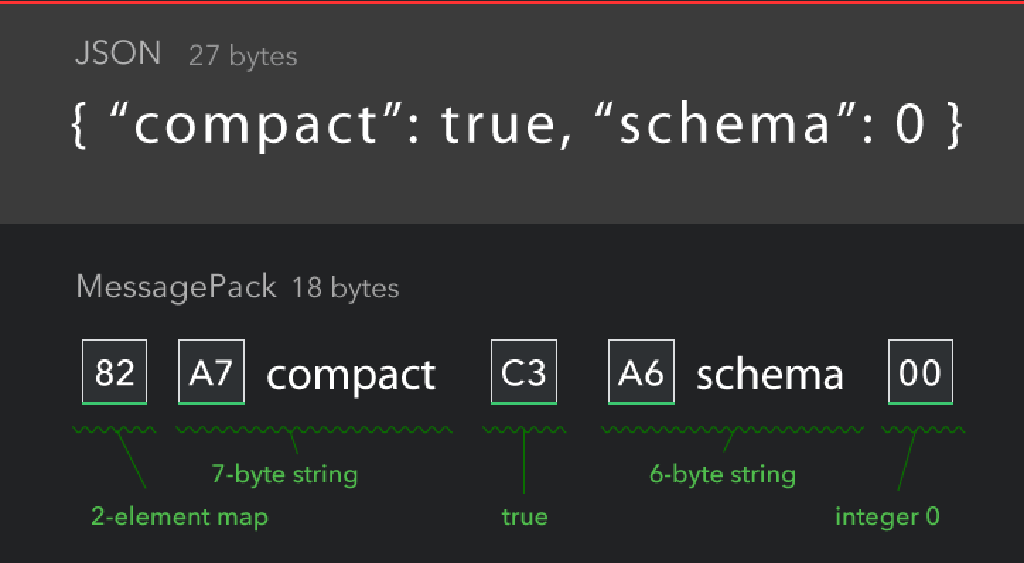 JSON 27 bytes
{ “compact”: true, “schema”: 0 }
MessagePack 18 bytes
82 A7 compact C3 A6 schema 00
7-byte string 6-byte string
2-element map true integer 0